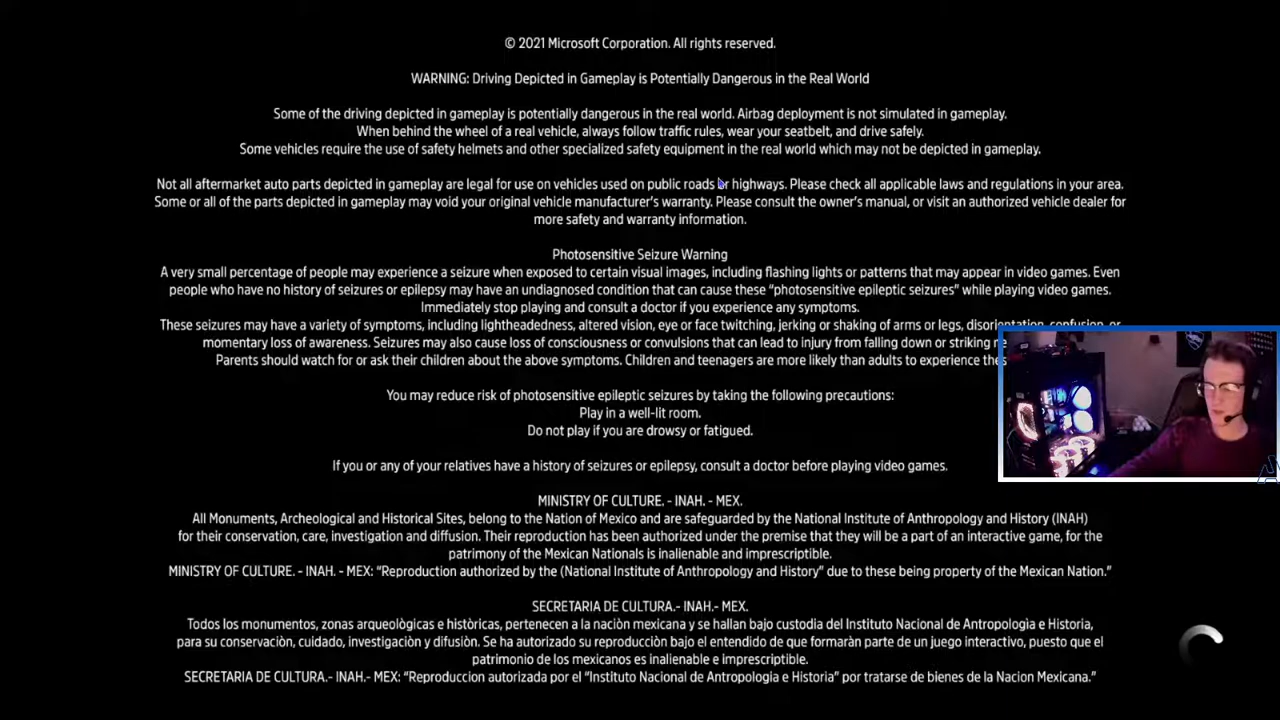 © 2021 Microsoft Corporation. All rights reserved.
WARNING: Driving Depicted in Gameplay is Potentially Dangerous in the Real World
Some of the driving depicted in gameplay is potentially dangerous in the real world. Airbag deployment is not simulated in gameplay.
When behind the wheel of a real vehicle, always follow traffic rules, wear your seatbelt, and drive safely.
Some vehicles require the use of safety helmets and other specialized safety equipment in the real world which may not be depicted in gameplay.
Not all aftermarket auto parts depicted in gameplay are legal for use on vehicles used on public roads or highways. Please check all applicable laws and regulations in your area.
Some or all of the parts depicted in gameplay may void your original vehicle manufacturer's warranty. Please consult the owner's manual, or visit an authorized vehicle dealer for
more safety and warranty information.
Photosensitive Seizure Warning
A very small percentage of people may experience a seizure when exposed to certain visual images, including flashing lights or patterns that may appear in video games. Even
people who have no history of seizures or epilepsy may have an undiagnosed condition that can cause these "photosensitive epileptic seizures" while playing video games.
Immediately stop playing and consult a doctor if you experience any symptoms.
These seizures may have a variety of symptoms, including lightheadedness, altered vision, eye or face twitching, jerking or shaking of arms or legs, disorientation, confusion, or
momentary loss of awareness. Seizures may also cause loss of consciousness or convulsions that can lead to injury from falling down or striking
Parents should watch for or ask their children about the above symptoms. Children and teenagers are more likely than adults to experience
You may reduce risk of photosensitive epileptic seizures by taking the following precautions:
Play in a well-lit room.
Do not play if you are drowsy or fatigued.
If you or any of your relatives have a history of seizures or epilepsy, consult a doctor before playing video games.
MINISTRY OF CULTURE. - INAH. - MEX.
All Monuments, Archeological and Historical Sites, belong to the Nation of Mexico and are safeguarded by the National Institute of Anthropology and History (INAH)
for their conservation, care, investigation and diffusion. Their reproduction has been authorized under the premise that they will be a part of an interactive game, for the
patrimony of the Mexican Nationals is inalienable and imprescriptible.
MINISTRY OF CULTURE. - INAH. - MEX: "Reproduction authorized by the (National Institute of Anthropology and History" due to these being property of the Mexican Nation."
SECRETARIA DE CULTURA.- INAH.- MEX.
Todos los monumentos, zonas arqueològicas e històricas, pertenecen a la naciòn mexicana y se hallan bajo custodia del Instituto Nacional de Antropologìa e Historia,
para su conservaciòn, cuidado, investigaciòn y difusiòn. Se ha autorizado su reproducciòn bajo el entendido de que formaràn parte de un juego interactivo, puesto que el
patrimonio de los mexicanos es inalienable e imprescriptible.
SECRETARIA DE CULTURA.- INAH.- MEX: "Reproduccion autorizada por el "Instituto Nacional de Antropologia e Historia" por tratarse de bienes de la Nacion Mexicana."